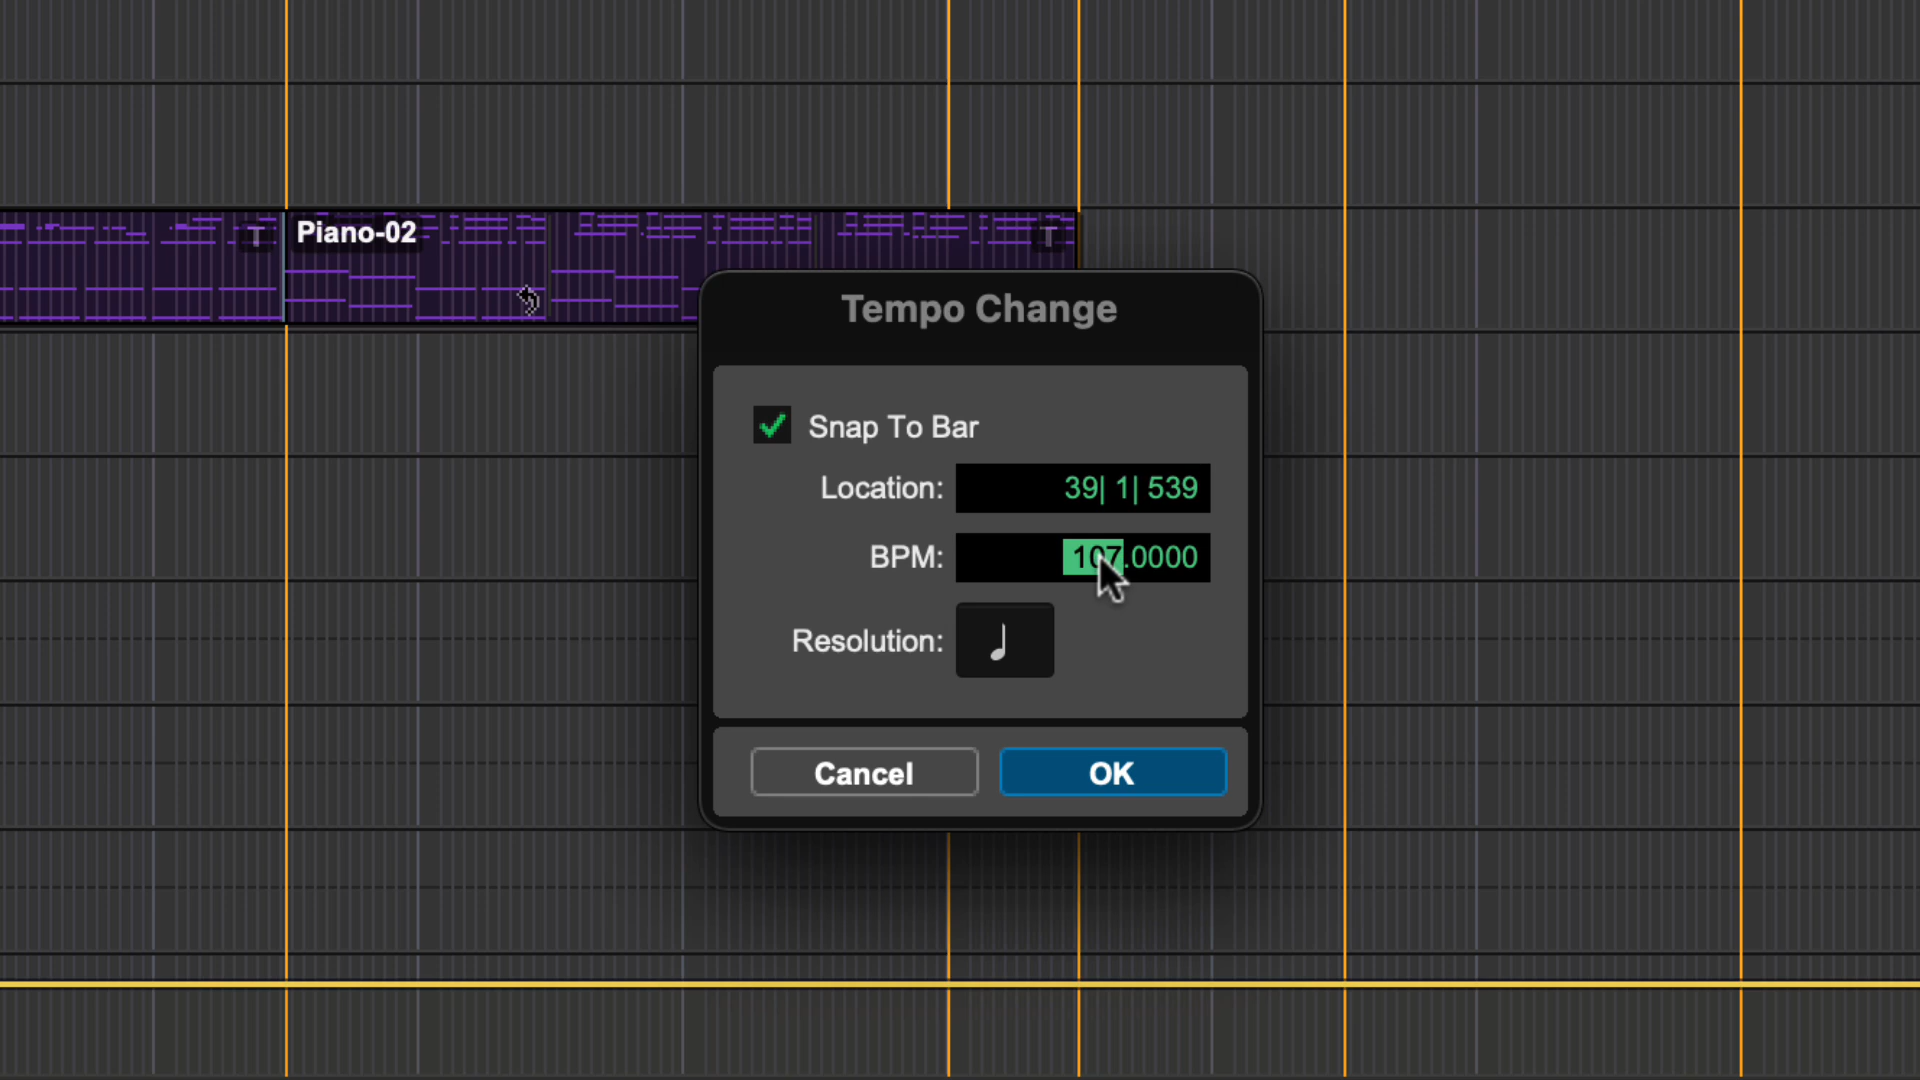 T
Piano-02
T
Tempo Change
Snap To Bar
Location: 39| 1| 539
BPM: 107.0000
Resolution:
Cancel
OK